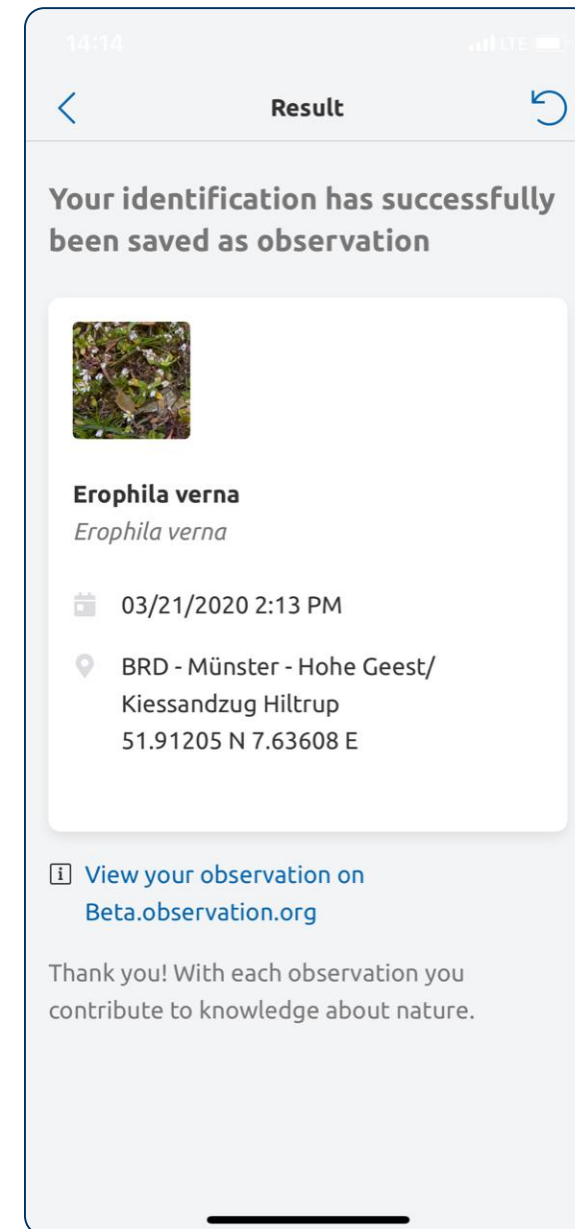 14:14 LTE
Result
Your identification has successfully
been saved as observation
Erophila verna
Erophila verna
03/21/2020 2:13 PM
BRD - Münster - Hohe Geest/
Kiessandzug Hiltrup
51.91205 N 7.63608 E
i View your observation on
Beta.observation.org
Thank you! With each observation you
contribute to knowledge about nature.